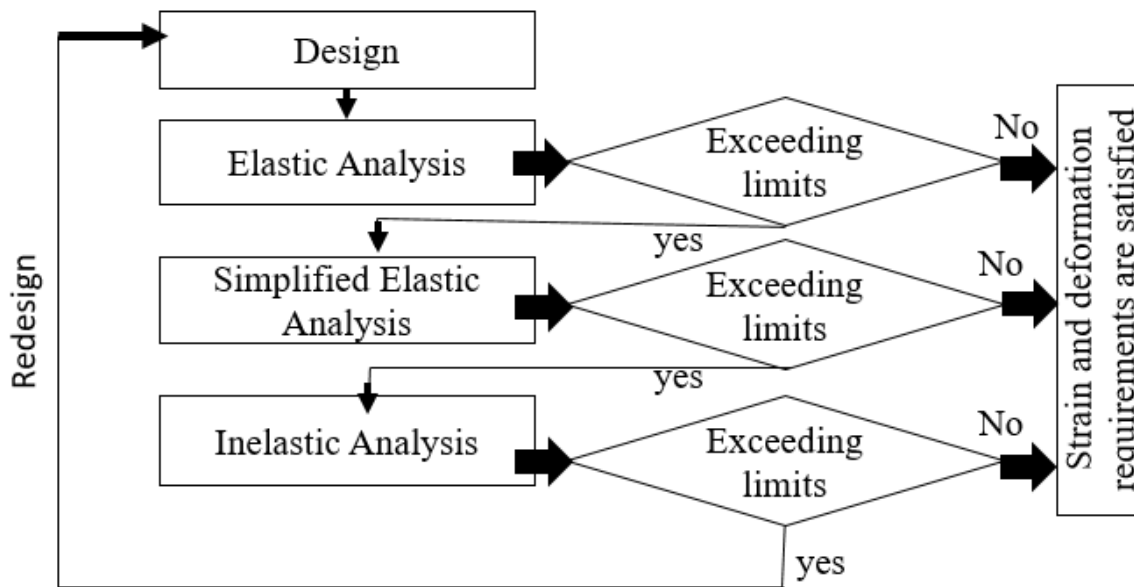 Design
Elastic Analysis
Exceeding
limits
No
yes
Simplified Elastic
Analysis
Exceeding
limits
No
yes
Inelastic Analysis
Exceeding
limits
No
yes
Redesign
Strain and deformation
requirements are satisfied